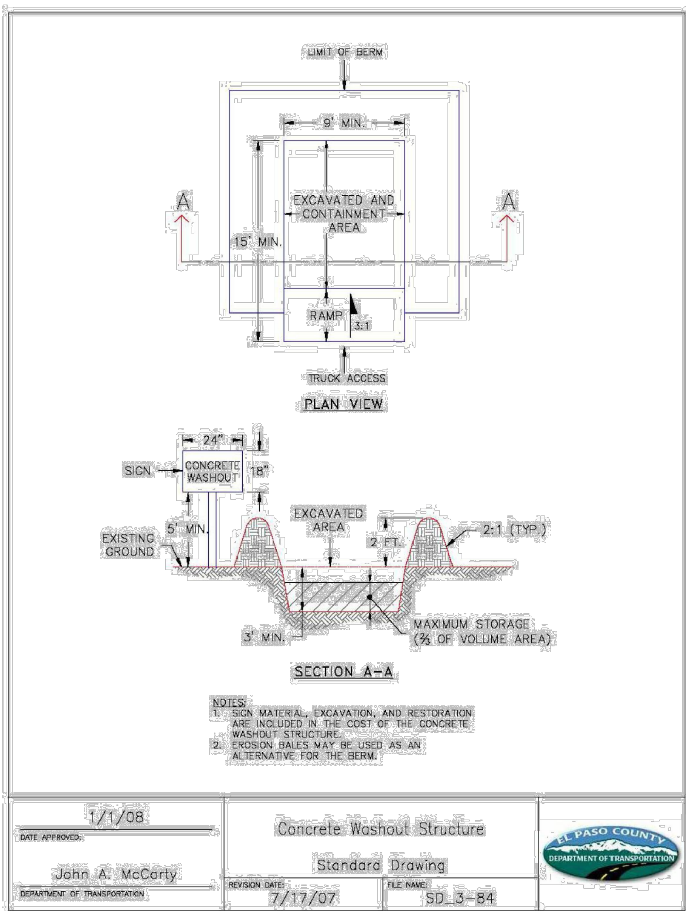 LIMIT OF BERM
9' MIN.
A
A
EXCAVATED AND
CONTAINMENT
AREA
15' MIN.
RAMP
3:1
TRUCK ACCESS
PLAN VIEW
24"
SIGN
CONCRETE
WASHOUT
18"
5' MIN.
EXISTING
GROUND
EXCAVATED
AREA
2 FT.
2:1 (TYP.)
3' MIN.
MAXIMUM STORAGE
(⅔ OF VOLUME AREA)
SECTION A-A
NOTES:
1. SIGN MATERIAL, EXCAVATION, AND RESTORATION
ARE INCLUDED IN THE COST OF THE CONCRETE
WASHOUT STRUCTURE.
2. EROSION BALES MAY BE USED AS AN
ALTERNATIVE FOR THE BERM.
1/1/08
DATE APPROVED:
John A. McCarty
DEPARTMENT OF TRANSPORTATION
Concrete Washout Structure
Standard Drawing
REVISION DATE:
7/17/07
FILE NAME:
SD_3-84
EL PASO COUNTY
DEPARTMENT OF TRANSPORTATION